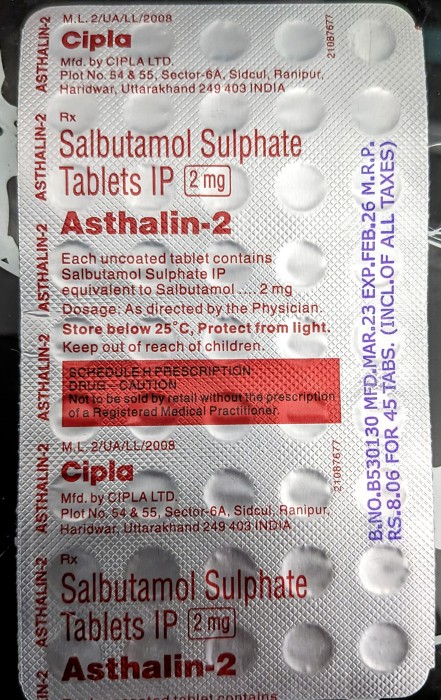 M.L. 2/UA/LL/2008
Cipla
Mfd. by CIPLA LTD.
Plot No. 54 & 55, Sector-6A, Sidcul, Ranipur,
Haridwar, Uttarakhand 249 403 INDIA
21087677
Rx
Salbutamol Sulphate
Tablets IP 2 mg
Asthalin-2
Each uncoated tablet contains
Salbutamol Sulphate IP
equivalent to Salbutamol .... 2 mg
Dosage: As directed by the Physician.
Store below 25°C, Protect from light.
Keep out of reach of children.
SCHEDULE H PRESCRIPTION
DRUG - CAUTION
Not to be sold by retail without the prescription
of a Registered Medical Practitioner.
M.L. 2/UA/LL/2008
Cipla
Mfd. by CIPLA LTD.
Plot No. 54 & 55, Sector-6A, Sidcul, Ranipur,
Haridwar, Uttarakhand 249 403 INDIA
21087677
Rx
Salbutamol Sulphate
Tablets IP 2 mg
Asthalin-2
tablet contains
ASTHALIN-2
ASTHALIN-2
ASTHALIN-2
ASTHALIN-2
ASTHALIN-2
ASTHALIN-2
IN-2
B.NO.B530130 MFD.MAR.23 EXP.FEB.26 M.R.P.
RS.8.06 FOR 45 TABS. (INCL.OF ALL TAXES)